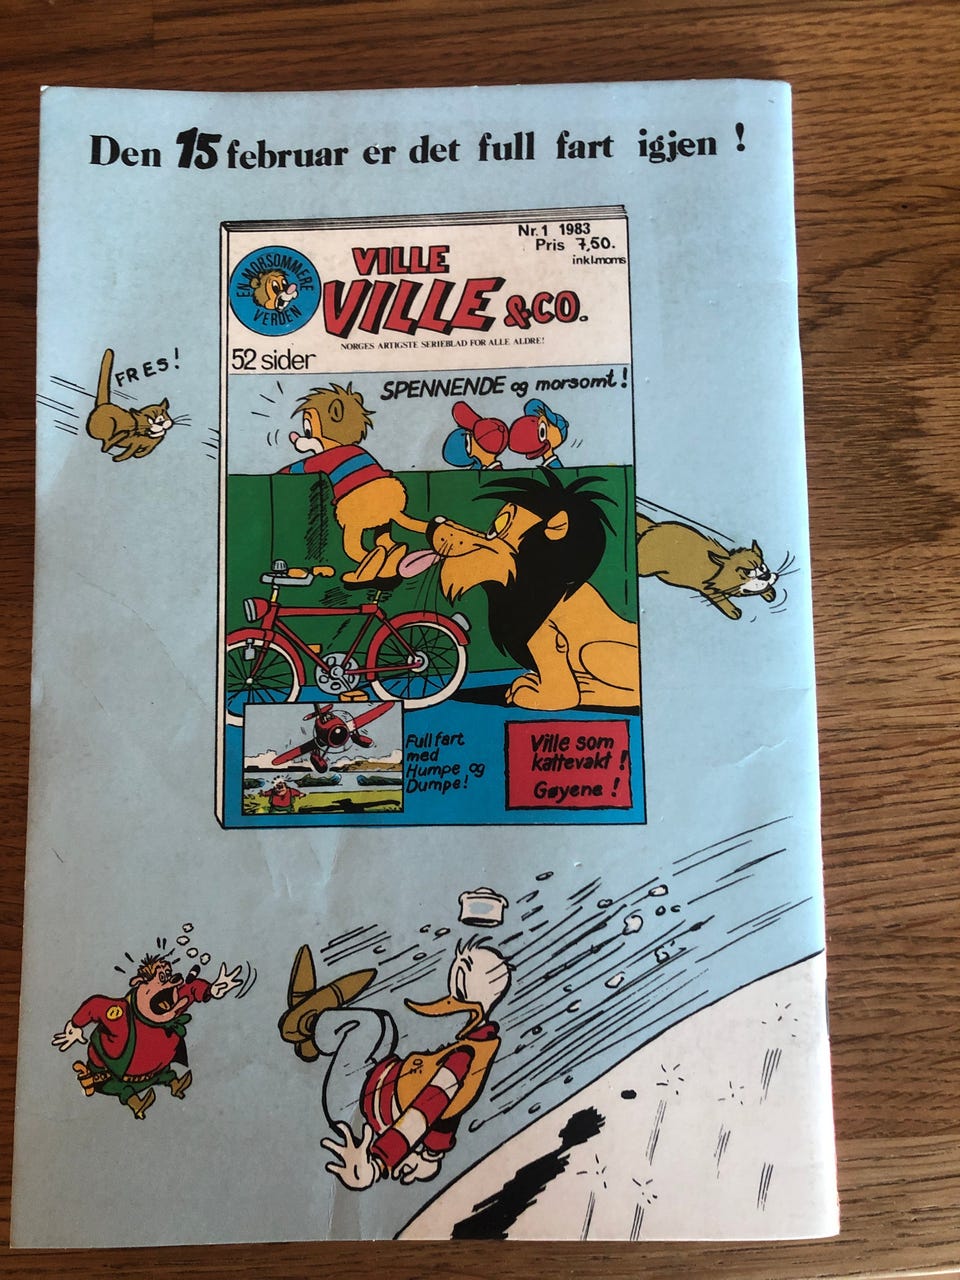 Den 15 februar er det full fart igjen !
Nr.1 1983
Pris 7,50.
inkl.moms
EN MORSOMMERE
VERDEN
VILLE
VILLE &CO.
NORGES ARTIGSTE SERIEBLAD FOR ALLE ALDRE!
52 sider
FRES!
SPENNENDE og morsomt!
Full fart
med
Humpe og
Dumpe!
Ville som
kattevakt !
Gøyene !